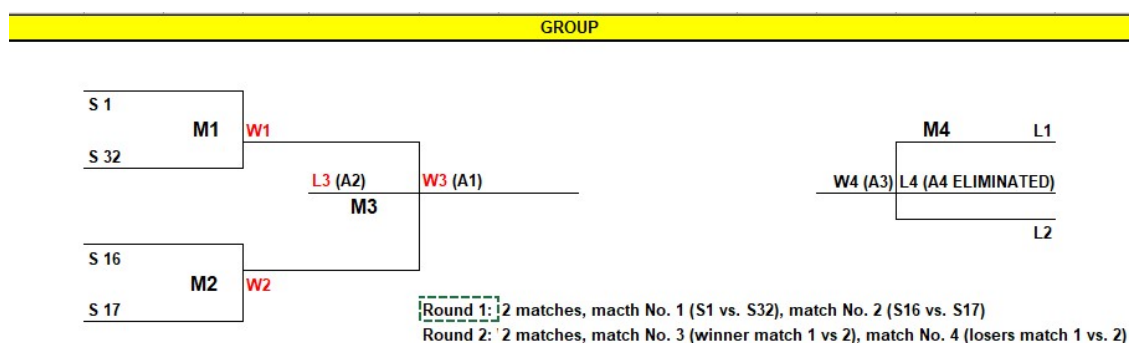 GROUP
S 1
M1
W1
S 32
L3 (A2)
W3 (A1)
M3
S 16
M2
W2
S 17
M4
L1
W4 (A3)
L4 (A4 ELIMINATED)
L2
Round 1: 2 matches, macth No. 1 (S1 vs. S32), match No. 2 (S16 vs. S17)
Round 2: '2 matches, match No. 3 (winner match 1 vs 2), match No. 4 (losers match 1 vs. 2)